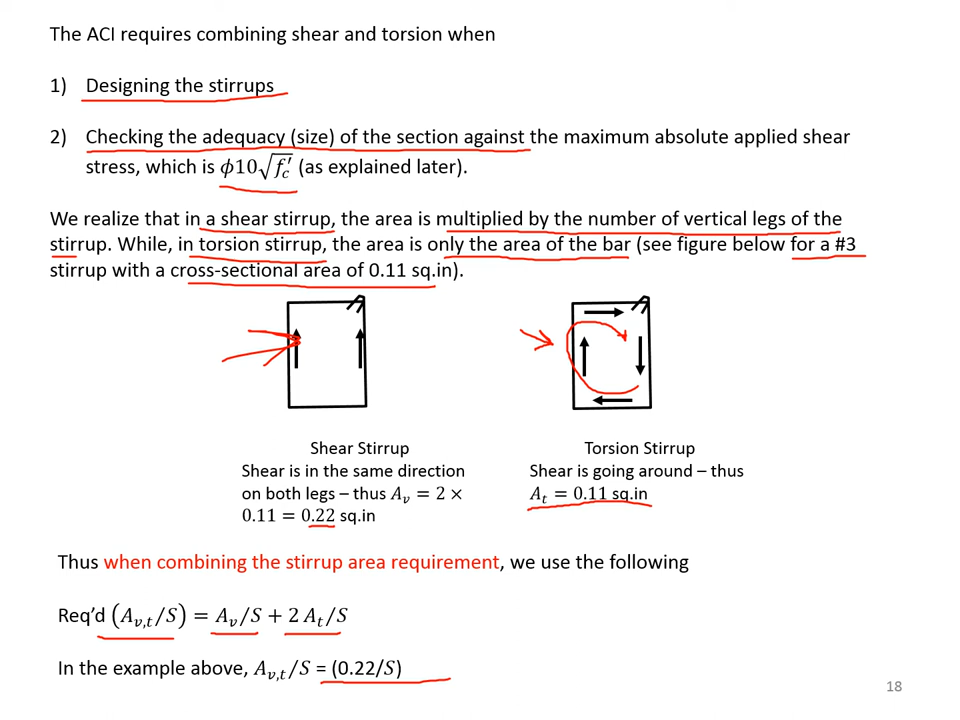 The ACI requires combining shear and torsion when
1) Designing the stirrups
2) Checking the adequacy (size) of the section against the maximum absolute applied shear
stress, which is ϕ10√f′c (as explained later).
We realize that in a shear stirrup, the area is multiplied by the number of vertical legs of the
stirrup. While, in torsion stirrup, the area is only the area of the bar (see figure below for a #3
stirrup with a cross-sectional area of 0.11 sq.in).
Shear Stirrup
Shear is in the same direction
on both legs – thus Av = 2 ×
0.11 = 0.22 sq.in
Torsion Stirrup
Shear is going around – thus
At = 0.11 sq.in
Thus when combining the stirrup area requirement, we use the following
Req'd (Av,t/S) = Av/S + 2 At/S
In the example above, Av,t/S = (0.22/S)
18